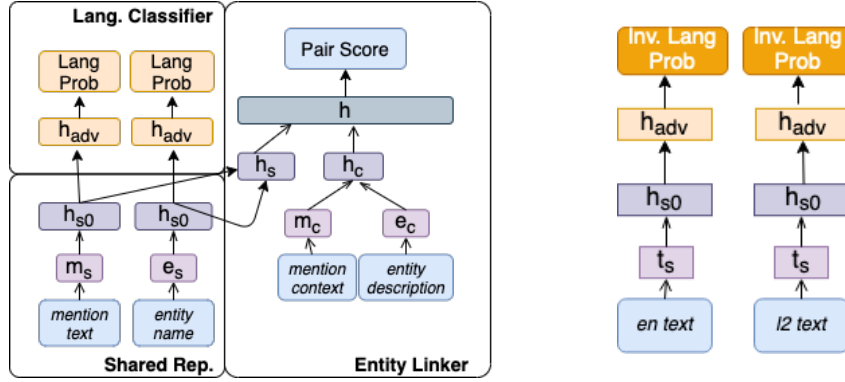 Lang. Classifier
Lang
Prob
Lang
Prob
h_adv
h_adv
h_s0
h_s0
m_s
e_s
mention
text
entity
name
Shared Rep.
Pair Score
h
h_s
h_c
m_c
e_c
mention
context
entity
description
Entity Linker
Inv. Lang
Prob
Inv. Lang
Prob
h_adv
h_adv
h_s0
h_s0
t_s
t_s
en text
l2 text